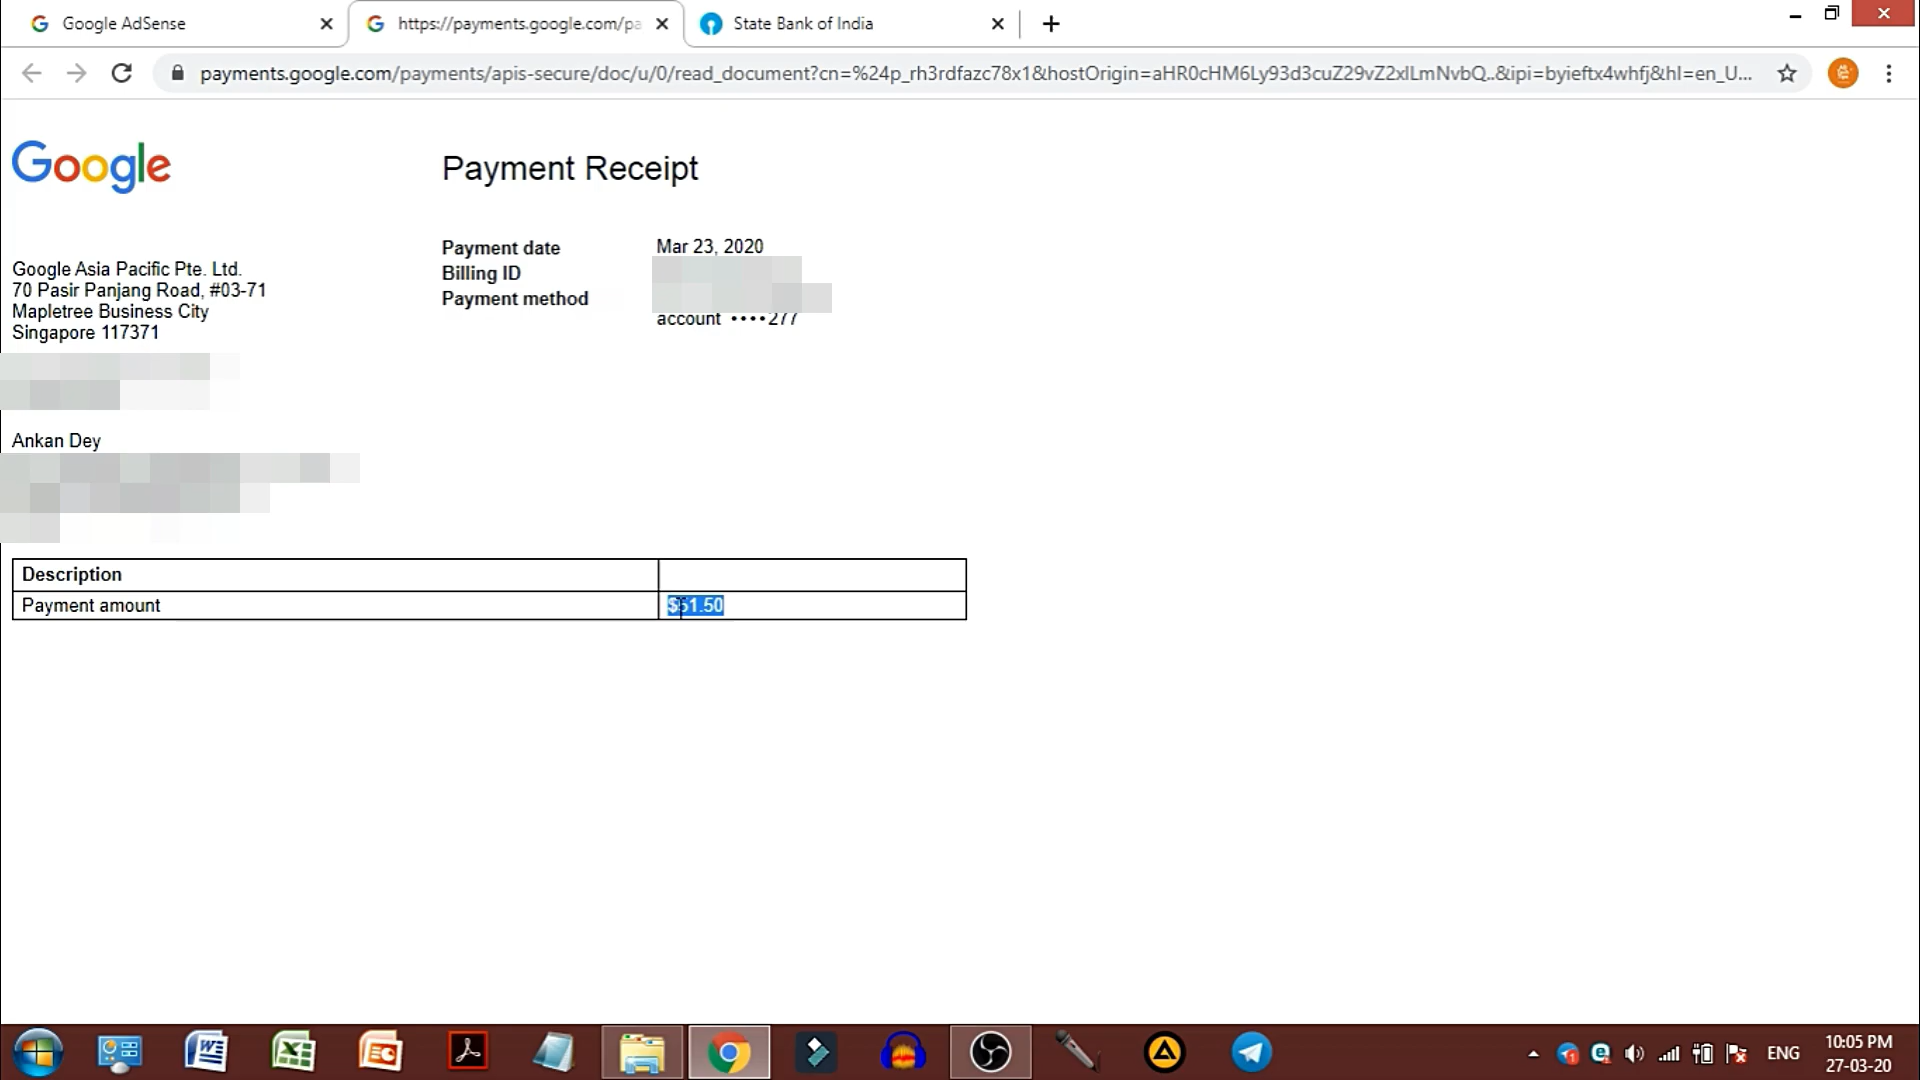 Google AdSense
https://payments.google.com/pa
State Bank of India
payments.google.com/payments/apis-secure/doc/u/0/read_document?cn=%24p_rh3rdfazc78x1&hostOrigin=aHR0cHM6Ly93d3cuZ29vZ2xlLmNvbQ..&ipi=byieftx4whfj&hl=en_U...
Google
Payment Receipt
Payment date Mar 23, 2020
Billing ID
Payment method
account ••••277
Google Asia Pacific Pte. Ltd.
70 Pasir Panjang Road, #03-71
Mapletree Business City
Singapore 117371
Ankan Dey
Description
Payment amount
ENG
10:05 PM
27-03-20